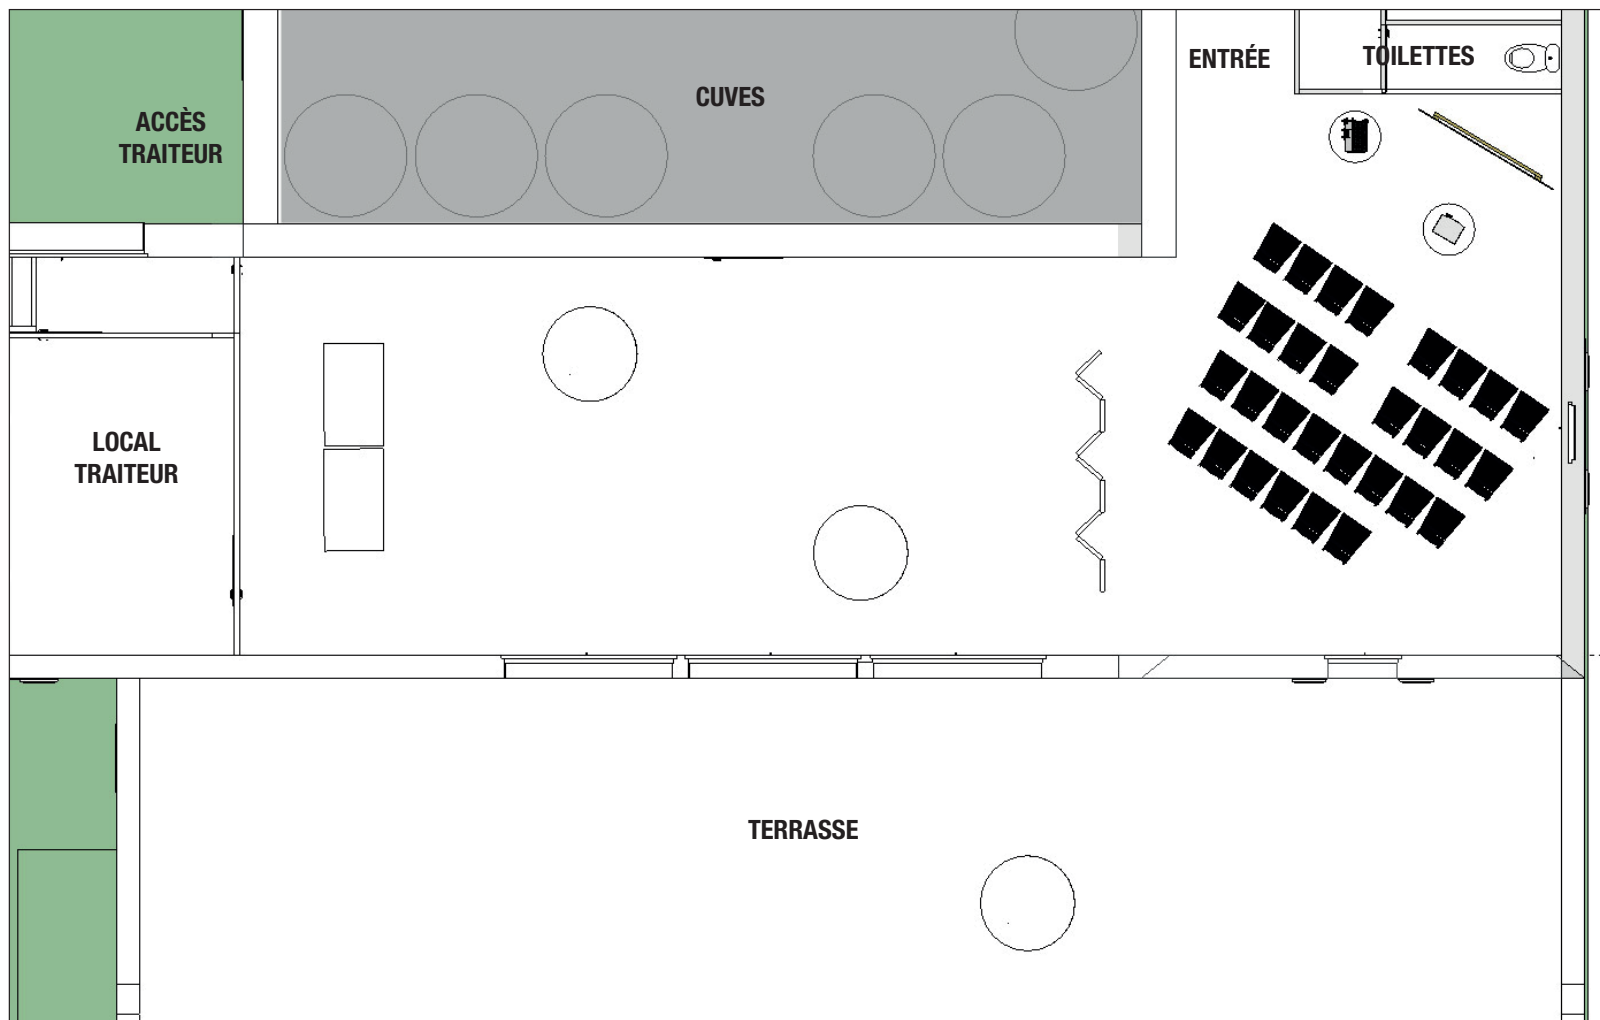 ENTRÉE
TOILETTES
CUVES
ACCÈS
TRAITEUR
LOCAL
TRAITEUR
TERRASSE